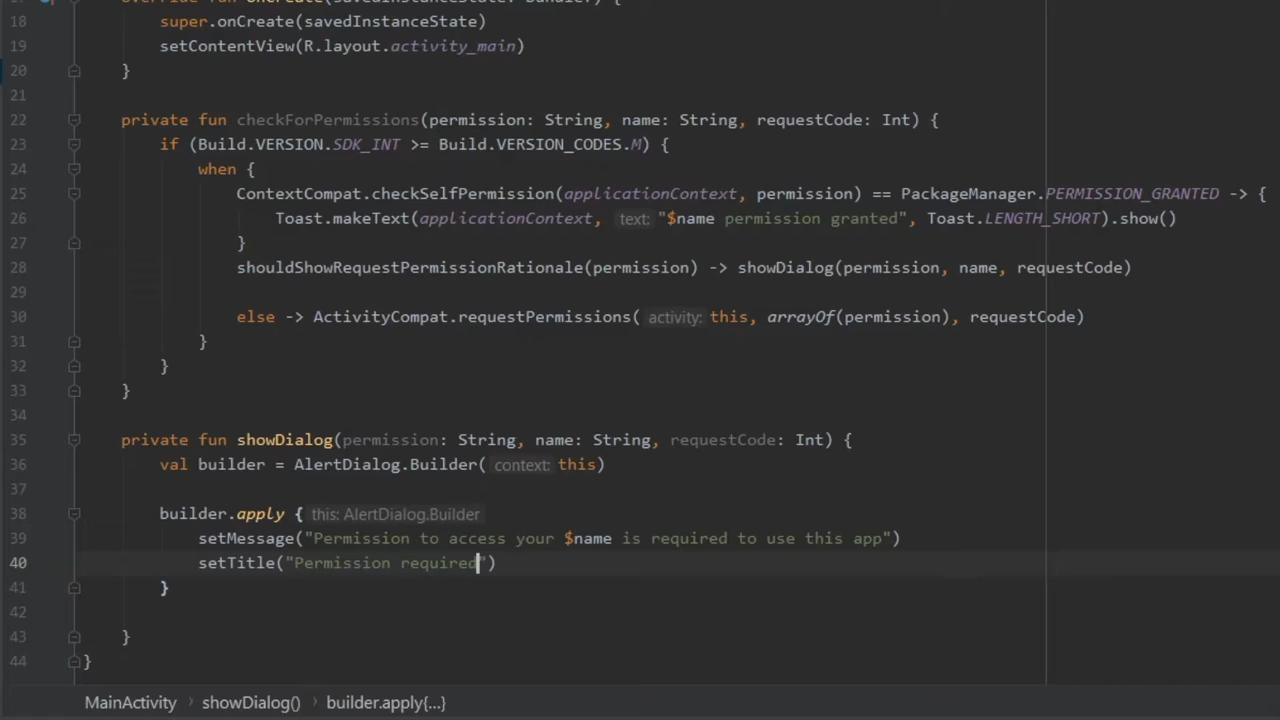 18 super.onCreate(savedInstanceState)
19 setContentView(R.layout.activity_main)
20 }
21
22 private fun checkForPermissions(permission: String, name: String, requestCode: Int) {
23 if (Build.VERSION.SDK_INT >= Build.VERSION_CODES.M) {
24 when {
25 ContextCompat.checkSelfPermission(applicationContext, permission) == PackageManager.PERMISSION_GRANTED -> {
26 Toast.makeText(applicationContext, text: "$name permission granted", Toast.LENGTH_SHORT).show()
27 }
28 shouldShowRequestPermissionRationale(permission) -> showDialog(permission, name, requestCode)
29
30 else -> ActivityCompat.requestPermissions( activity: this, arrayOf(permission), requestCode)
31 }
32 }
33 }
34
35 private fun showDialog(permission: String, name: String, requestCode: Int) {
36 val builder = AlertDialog.Builder( context: this)
37
38 builder.apply { this: AlertDialog.Builder
39 setMessage("Permission to access your $name is required to use this app")
40 setTitle("Permission required")
41 }
42
43 }
44 }
MainActivity › showDialog() › builder.apply{...}